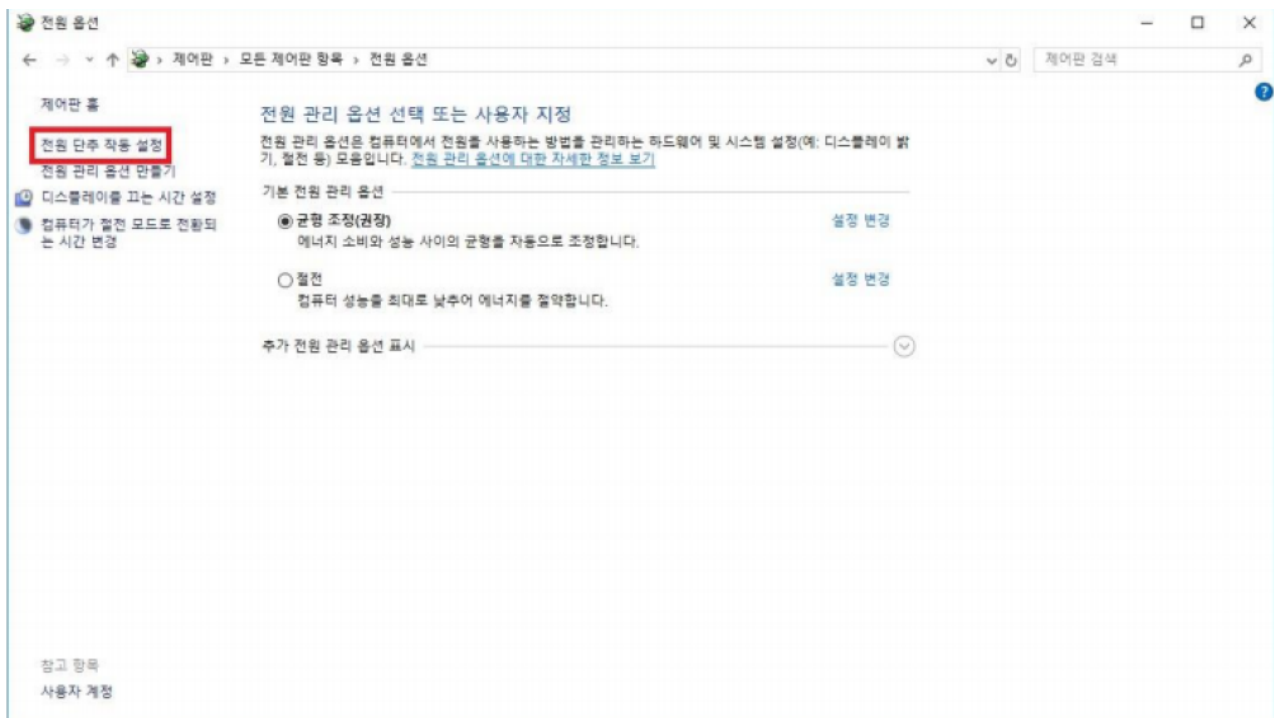 전원 옵션
제어판 › 모든 제어판 항목 › 전원 옵션
제어판 검색
제어판 홈
전원 단추 작동 설정
전원 관리 옵션 만들기
디스플레이를 끄는 시간 설정
컴퓨터가 절전 모드로 전환되
는 시간 변경
전원 관리 옵션 선택 또는 사용자 지정
전원 관리 옵션은 컴퓨터에서 전원을 사용하는 방법을 관리하는 하드웨어 및 시스템 설정(예: 디스플레이 밝
기, 절전 등) 모음입니다. 전원 관리 옵션에 대한 자세한 정보 보기
기본 전원 관리 옵션
균형 조정(권장)
설정 변경
에너지 소비와 성능 사이의 균형을 자동으로 조정합니다.
절전
설정 변경
컴퓨터 성능을 최대로 낮추어 에너지를 절약합니다.
추가 전원 관리 옵션 표시
참고 항목
사용자 계정